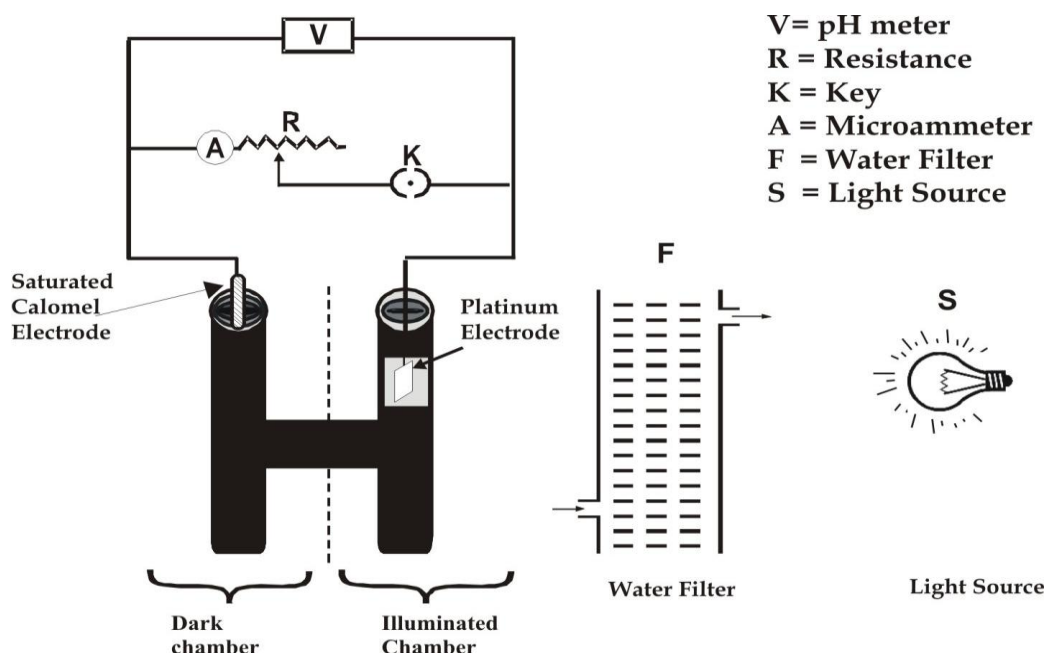 V
V= pH meter
R = Resistance
K = Key
A = Microammeter
F = Water Filter
S = Light Source
R
A
K
F
S
Saturated
Calomel
Electrode
Platinum
Electrode
Water Filter
Light Source
Dark
chamber
Illuminated
Chamber